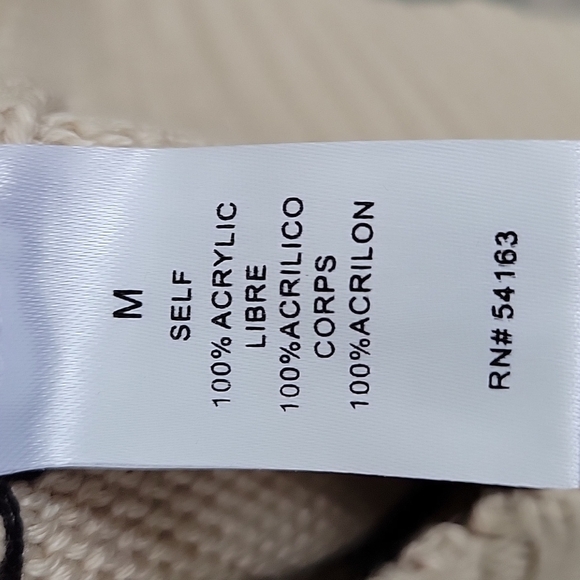 M
SELF
100% ACRYLIC
LIBRE
100%ACRILICO
CORPS
100%ACRILON
RN# 54163